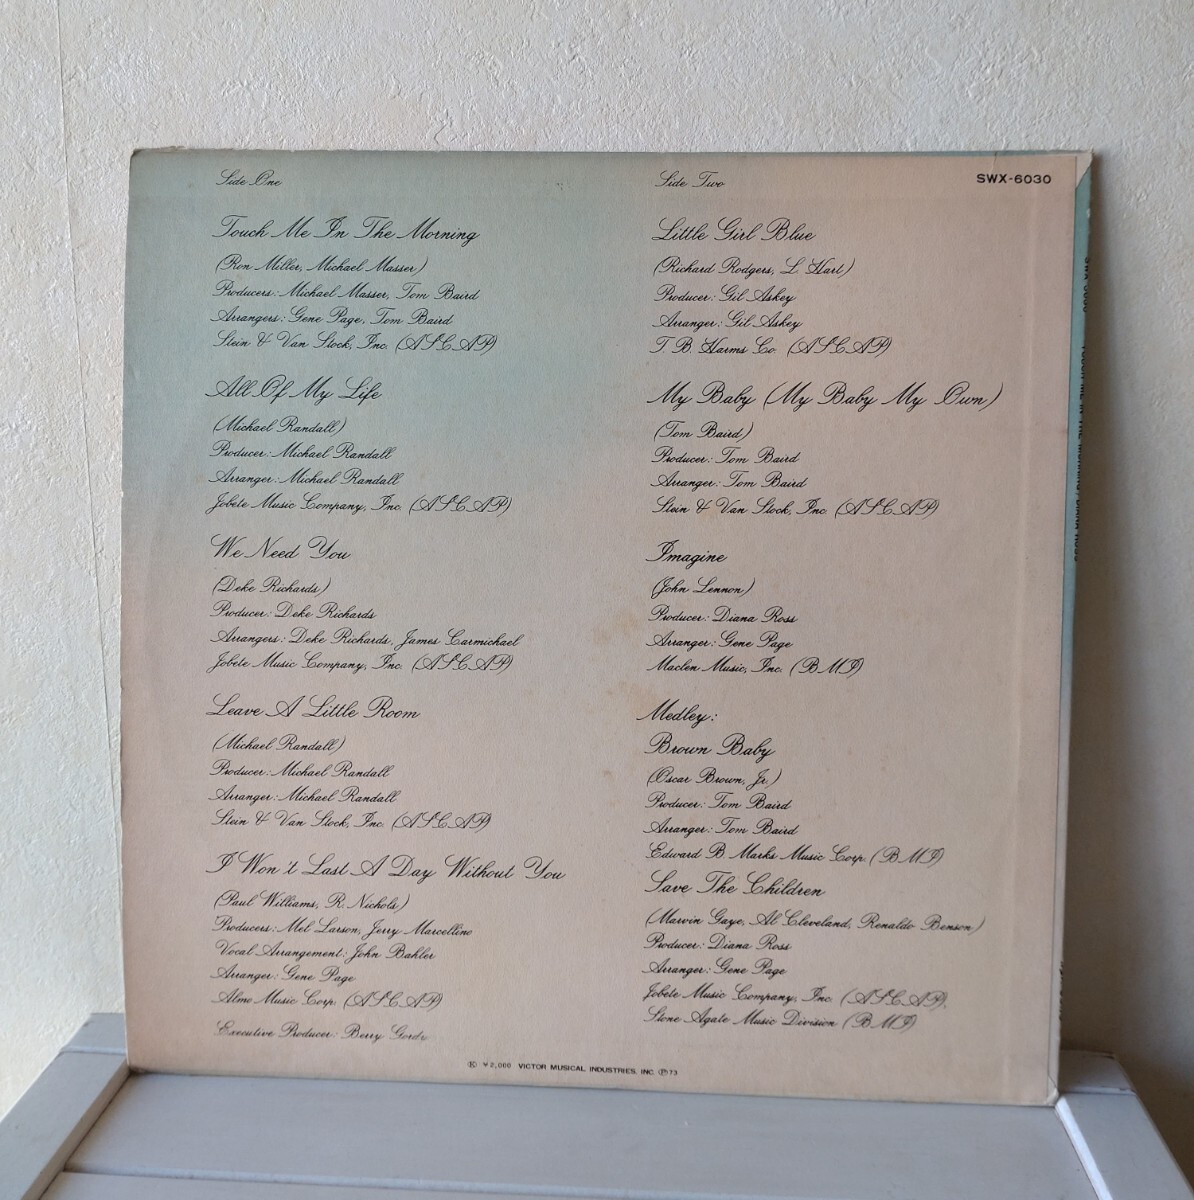 Side One
Touch Me In The Morning
(Ron Miller, Michael Masser)
Producers: Michael Masser, Tom Baird
Arrangers: Gene Page, Tom Baird
Stein & Van Stock, Inc. (ASCAP)
All Of My Life
(Michael Randall)
Producer: Michael Randall
Arranger: Michael Randall
Jobete Music Company, Inc. (ASCAP)
We Need You
(Deke Richards)
Producer: Deke Richards
Arrangers: Deke Richards, James Carmichael
Jobete Music Company, Inc. (ASCAP)
Leave A Little Room
(Michael Randall)
Producer: Michael Randall
Arranger: Michael Randall
Stein & Van Stock, Inc. (ASCAP)
I Won't Last A Day Without You
(Paul Williams, R. Nichols)
Producers: Mel Larson, Jerry Marcellino
Vocal Arrangement: John Bahler
Arranger: Gene Page
Almo Music Corp. (ASCAP)
Executive Producer: Berry Gordy
Side Two
Little Girl Blue
(Richard Rodgers, L. Hart)
Producer: Gil Askey
Arranger: Gil Askey
T. B. Harms Co. (ASCAP)
My Baby (My Baby My Own)
(Tom Baird)
Producer: Tom Baird
Arranger: Tom Baird
Stein & Van Stock, Inc. (ASCAP)
Imagine
(John Lennon)
Producer: Diana Ross
Arranger: Gene Page
Maclen Music, Inc. (BMI)
Medley:
Brown Baby
(Oscar Brown, Jr.)
Producer: Tom Baird
Arranger: Tom Baird
Edward B. Marks Music Corp. (BMI)
Save The Children
(Marvin Gaye, Al Cleveland, Renaldo Benson)
Producer: Diana Ross
Arranger: Gene Page
Jobete Music Company, Inc. (ASCAP),
Stone Agate Music Division (BMI)
SWX-6030
SWX-6030 TOUCH ME IN THE MORNING/DIANA ROSS
Ⓚ ¥2,000 VICTOR MUSICAL INDUSTRIES, INC. Ⓟ73